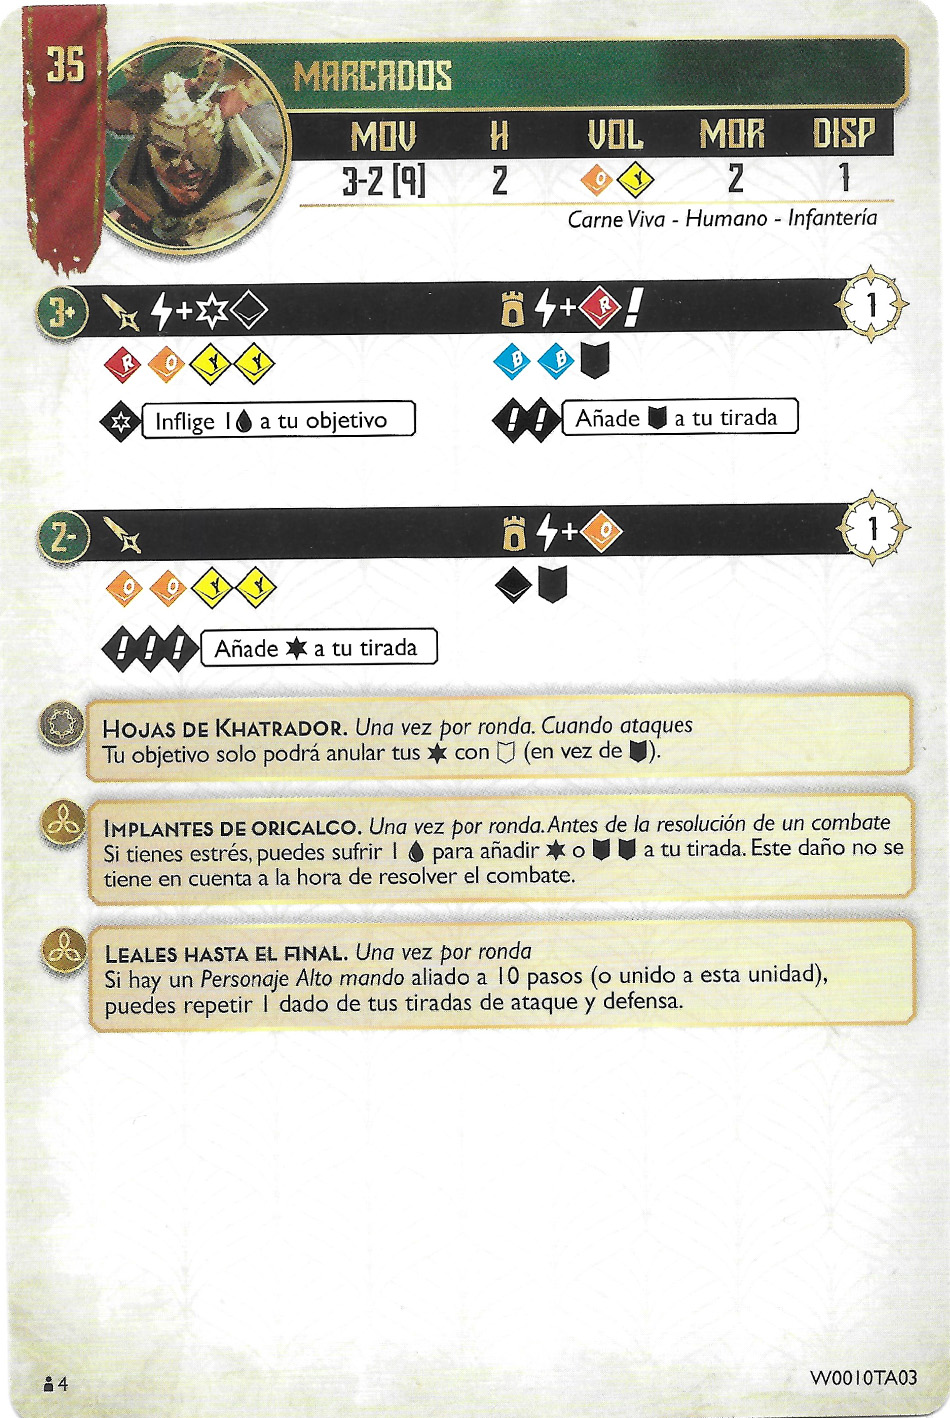 35
MARCADOS
MOV H VOL MOR DISP
3-2 [9] 2 O Y 2 1
Carne Viva - Humano - Infantería
3+ + + R ! 1
R O Y Y B B
Inflige 1 a tu objetivo ! ! Añade a tu tirada
2- + O 1
O O Y Y
! ! ! Añade a tu tirada
HOJAS DE KHATRADOR. Una vez por ronda. Cuando ataques
Tu objetivo solo podrá anular tus con (en vez de ).
IMPLANTES DE ORICALCO. Una vez por ronda. Antes de la resolución de un combate
Si tienes estrés, puedes sufrir 1 para añadir o a tu tirada. Este daño no se
tiene en cuenta a la hora de resolver el combate.
LEALES HASTA EL FINAL. Una vez por ronda
Si hay un Personaje Alto mando aliado a 10 pasos (o unido a esta unidad),
puedes repetir 1 dado de tus tiradas de ataque y defensa.
4
W0010TA03